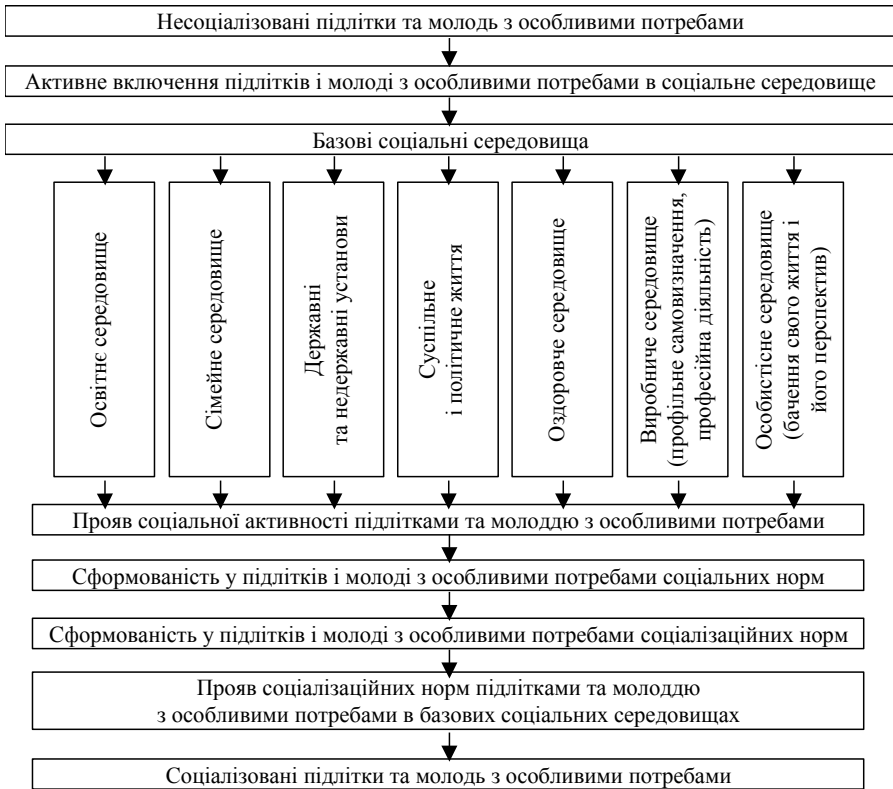 Несоціалізовані підлітки та молодь з особливими потребами
Активне включення підлітків і молоді з особливими потребами в соціальне середовище
Базові соціальні середовища
Освітнє середовище
Сімейне середовище
Державні
та недержавні установи
Суспільне
і політичне життя
Оздоровче середовище
Виробниче середовище
(профільне самовизначення,
професійна діяльність)
Особистісне середовище
(бачення свого життя і
його перспектив)
Прояв соціальної активності підлітками та молоддю з особливими потребами
Сформованість у підлітків і молоді з особливими потребами соціальних норм
Сформованість у підлітків і молоді з особливими потребами соціалізаційних норм
Прояв соціалізаційних норм підлітками та молоддю
з особливими потребами в базових соціальних середовищах
Соціалізовані підлітки та молодь з особливими потребами